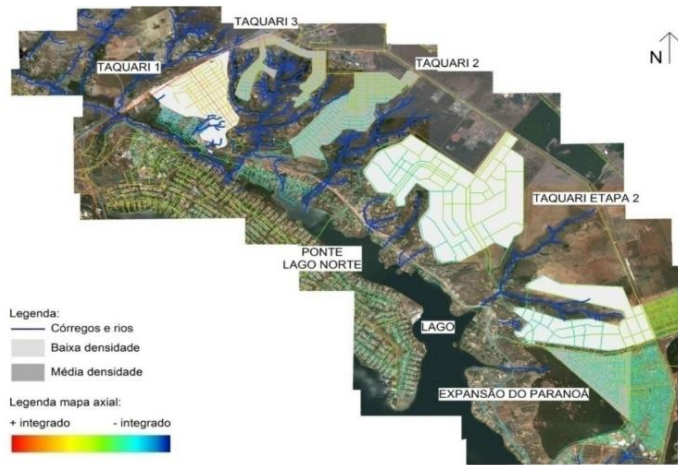 TAQUARI 3
TAQUARI 1
TAQUARI 2
N
TAQUARI ETAPA 2
PONTE
LAGO NORTE
LAGO
EXPANSÃO DO PARANOÁ
Legenda:
Córregos e rios
Baixa densidade
Média densidade
Legenda mapa axial:
+ integrado - integrado